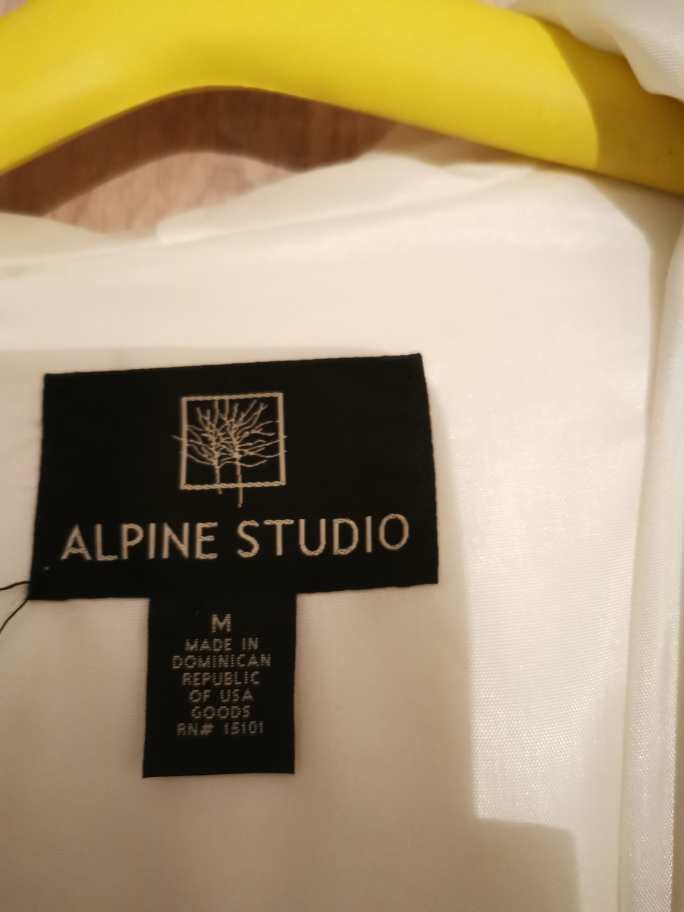 ALPINE STUDIO
M
MADE IN
DOMINICAN
REPUBLIC
OF USA
GOODS
RN# 15101